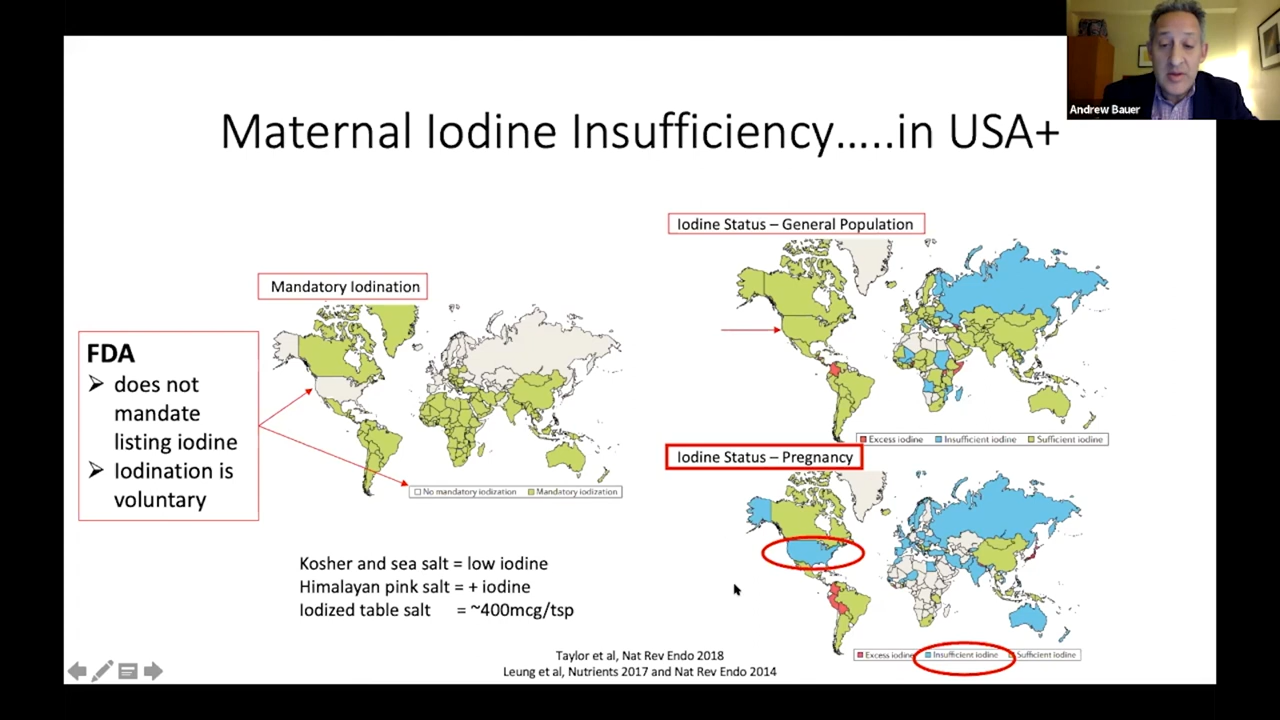 Andrew Bauer
Maternal Iodine Insufficiency.....in USA+
Iodine Status – General Population
Mandatory Iodination
FDA
➢ does not
mandate
listing iodine
➢ Iodination is
voluntary
Excess iodine Insufficient iodine Sufficient iodine
Iodine Status – Pregnancy
No mandatory iodization Mandatory iodization
Kosher and sea salt = low iodine
Himalayan pink salt = + iodine
Iodized table salt = ~400mcg/tsp
Excess iodine Insufficient iodine Sufficient iodine
Taylor et al, Nat Rev Endo 2018
Leung et al, Nutrients 2017 and Nat Rev Endo 2014